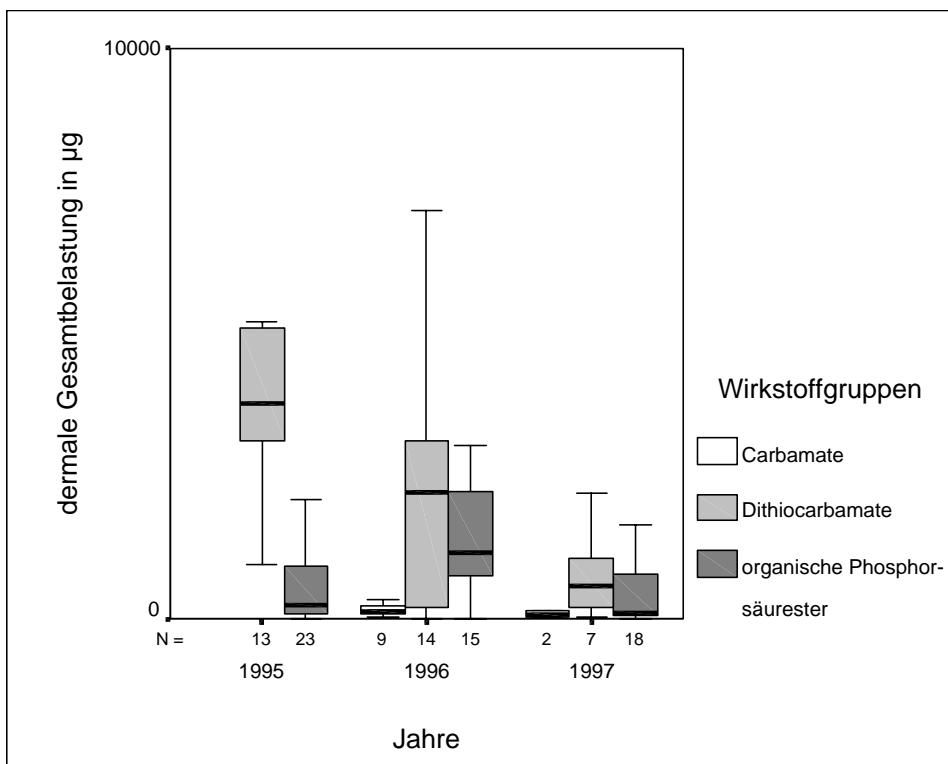 10000
dermale Gesamtbelastung in µg
0
N = 13 23 9 14 15 2 7 18
1995 1996 1997
Jahre
Wirkstoffgruppen
Carbamate
Dithiocarbamate
organische Phosphor-
säurester